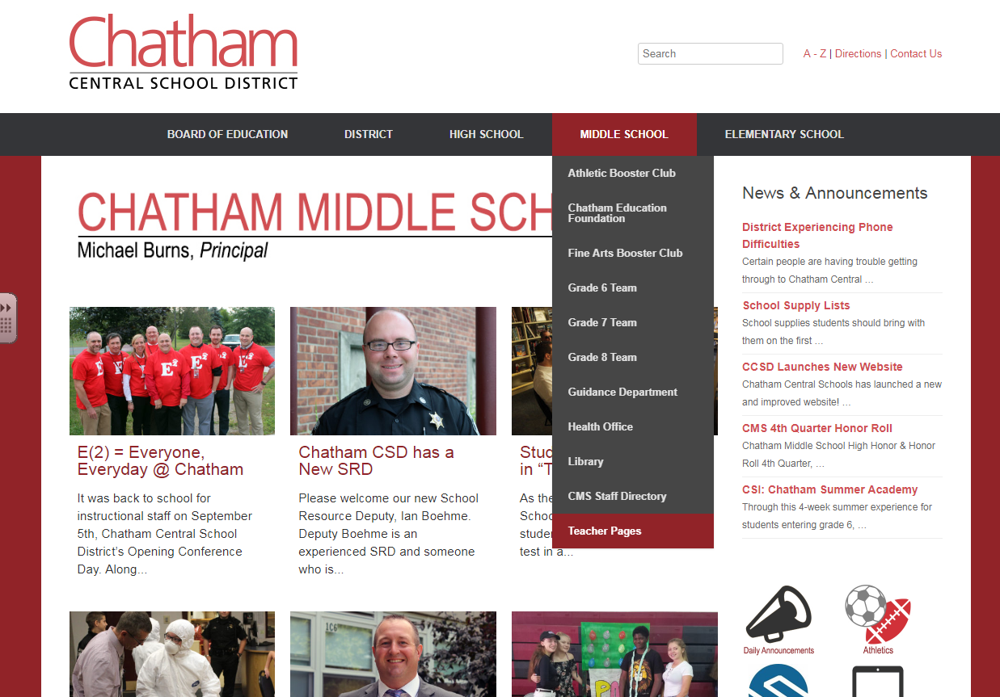 Chatham
CENTRAL SCHOOL DISTRICT
Search
A - Z | Directions | Contact Us
BOARD OF EDUCATION
DISTRICT
HIGH SCHOOL
MIDDLE SCHOOL
ELEMENTARY SCHOOL
Athletic Booster Club
Chatham Education
Foundation
Fine Arts Booster Club
Grade 6 Team
Grade 7 Team
Grade 8 Team
Guidance Department
Health Office
Library
CMS Staff Directory
Teacher Pages
CHATHAM MIDDLE SCH
Michael Burns, Principal
E(2) = Everyone,
Everyday @ Chatham
It was back to school for
instructional staff on September
5th, Chatham Central School
District's Opening Conference
Day. Along...
Chatham CSD has a
New SRD
Please welcome our new School
Resource Deputy, Ian Boehme.
Deputy Boehme is an
experienced SRD and someone
who is...
Stud
in “T
As the
Schoo
studen
test in a...
News & Announcements
District Experiencing Phone
Difficulties
Certain people are having trouble getting
through to Chatham Central …
School Supply Lists
School supplies students should bring with
them on the first …
CCSD Launches New Website
Chatham Central Schools has launched a new
and improved website! …
CMS 4th Quarter Honor Roll
Chatham Middle School High Honor & Honor
Roll 4th Quarter, …
CSI: Chatham Summer Academy
Through this 4-week summer experience for
students entering grade 6, …
Daily Announcements
Athletics